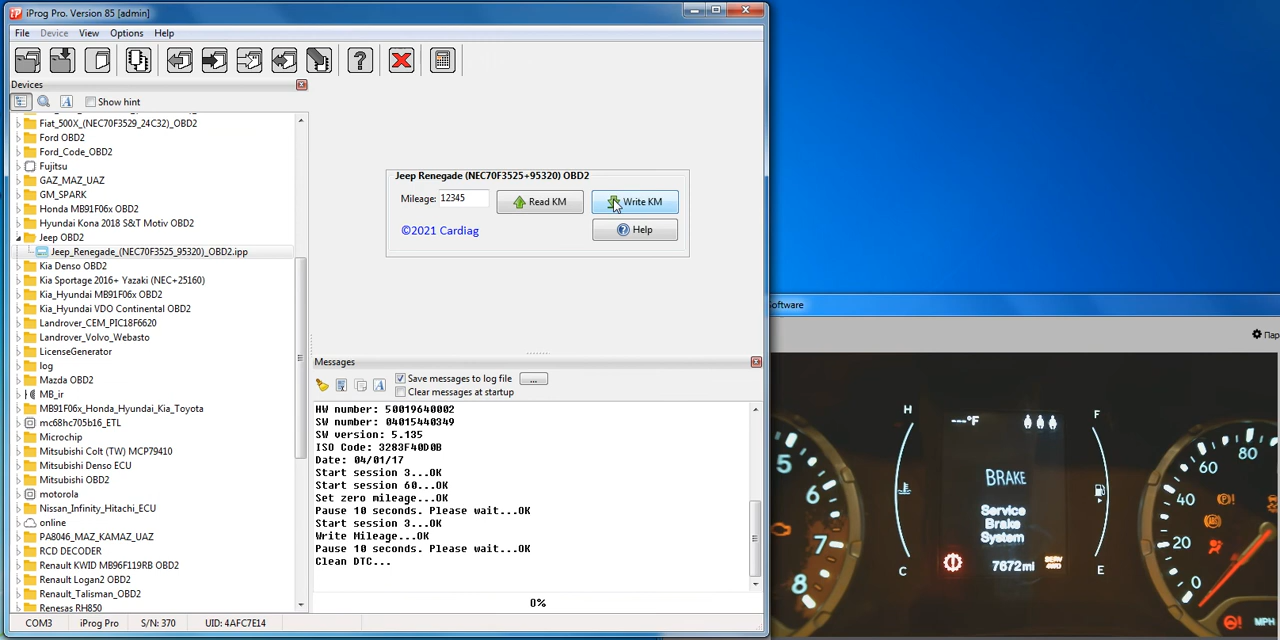 iProg Pro. Version 85 [admin]
File Device View Options Help
Devices
Show hint
Fiat_500X_(NEC70F3529_24C32)_OBD2
Ford OBD2
Ford_Code_OBD2
Fujitsu
GAZ_MAZ_UAZ
GM_SPARK
Honda MB91F06x OBD2
Hyundai Kona 2018 S&T Motiv OBD2
Jeep OBD2
Jeep_Renegade_(NEC70F3525_95320)_OBD2.ipp
Kia Denso OBD2
Kia Sportage 2016+ Yazaki (NEC+25160)
Kia_Hyundai MB91F06x OBD2
Kia_Hyundai VDO Continental OBD2
Landrover_CEM_PIC18F6620
Landrover_Volvo_Webasto
LicenseGenerator
log
Mazda OBD2
MB_ir
MB91F06x_Honda_Hyundai_Kia_Toyota
mc68hc705b16_ETL
Microchip
Mitsubishi Colt (TW) MCP79410
Mitsubishi Denso ECU
Mitsubishi OBD2
motorola
Nissan_Infinity_Hitachi_ECU
online
PA8046_MAZ_KAMAZ_UAZ
RCD DECODER
Renault KWID MB96F119RB OBD2
Renault Logan2 OBD2
Renault_Talisman_OBD2
Renesas RH850
Jeep Renegade (NEC70F3525+95320) OBD2
Mileage: 12345 Read KM Write KM
©2021 Cardiag Help
Messages
Save messages to log file ...
Clear messages at startup
HW number: 50019640002
SW number: 04015440349
SW version: 5.135
ISO Code: 3283F40D0B
Date: 04/01/17
Start session 3...OK
Start session 60...OK
Set zero mileage...OK
Pause 10 seconds. Please wait...OK
Start session 3...OK
Write Mileage...OK
Pause 10 seconds. Please wait...OK
Clean DTC...
0%
COM3 iProg Pro S/N: 370 UID: 4AFC7E14
Software
Пар
H ---°F F
BRAKE
Service
Brake
System
7672mi SERV
4WD
C E
5
6
7
8
80
60
40
20
0
ABS
MPH